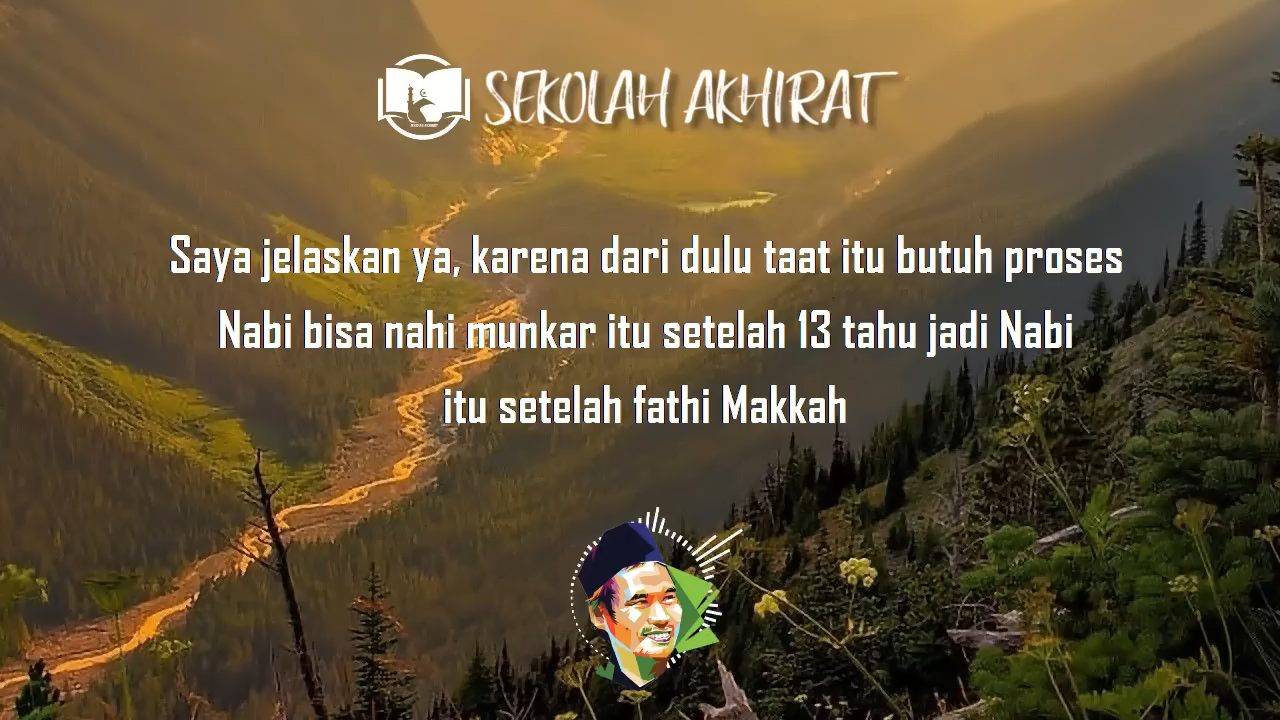 SEKOLAH AKHIRAT
Saya jelaskan ya, karena dari dulu taat itu butuh proses
Nabi bisa nahi munkar itu setelah 13 tahu jadi Nabi
itu setelah fathi Makkah